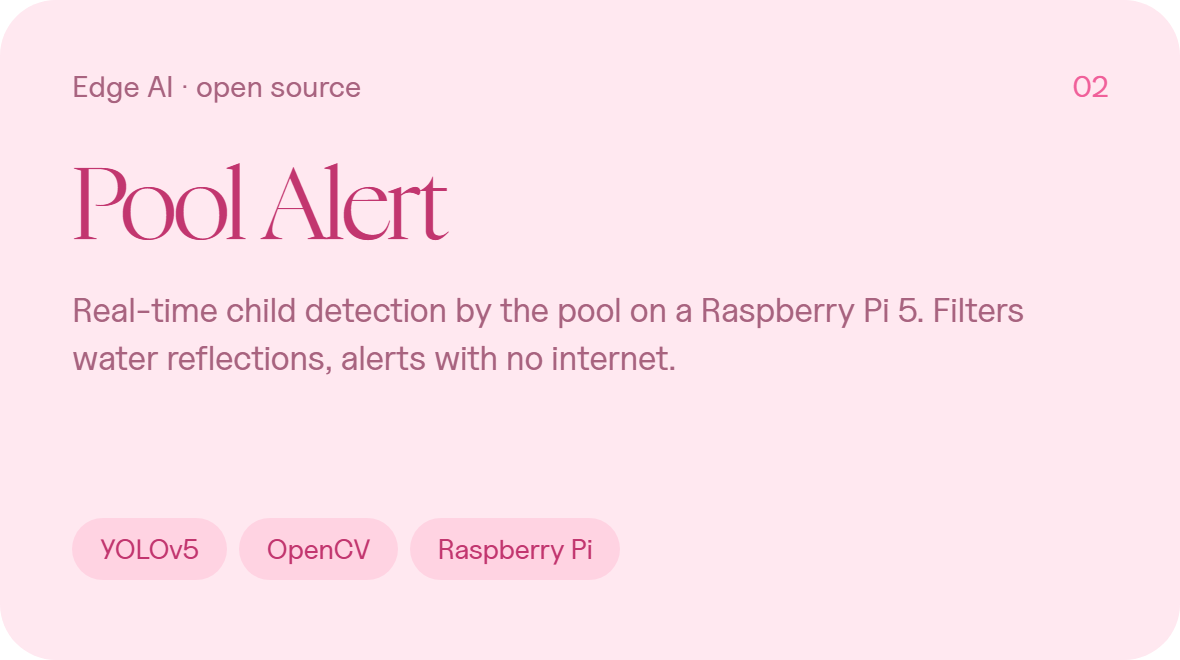 Edge AI · open source
02
Pool Alert
Real-time child detection by the pool on a Raspberry Pi 5. Filters
water reflections, alerts with no internet.
YOLOv5
OpenCV
Raspberry Pi